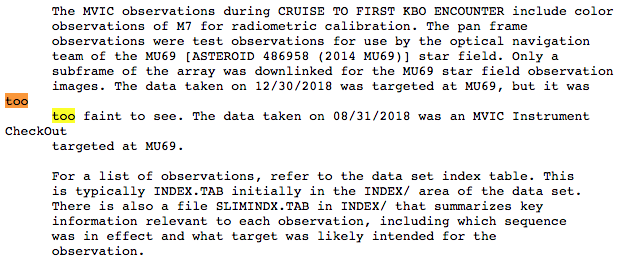 The MVIC observations during CRUISE TO FIRST KBO ENCOUNTER include color
observations of M7 for radiometric calibration. The pan frame
observations were test observations for use by the optical navigation
team of the MU69 [ASTEROID 486958 (2014 MU69)] star field. Only a
subframe of the array was downlinked for the MU69 star field observation
images. The data taken on 12/30/2018 was targeted at MU69, but it was
too
too faint to see. The data taken on 08/31/2018 was an MVIC Instrument
CheckOut
targeted at MU69.
For a list of observations, refer to the data set index table. This
is typically INDEX.TAB initially in the INDEX/ area of the data set.
There is also a file SLIMINDX.TAB in INDEX/ that summarizes key
information relevant to each observation, including which sequence
was in effect and what target was likely intended for the
observation.